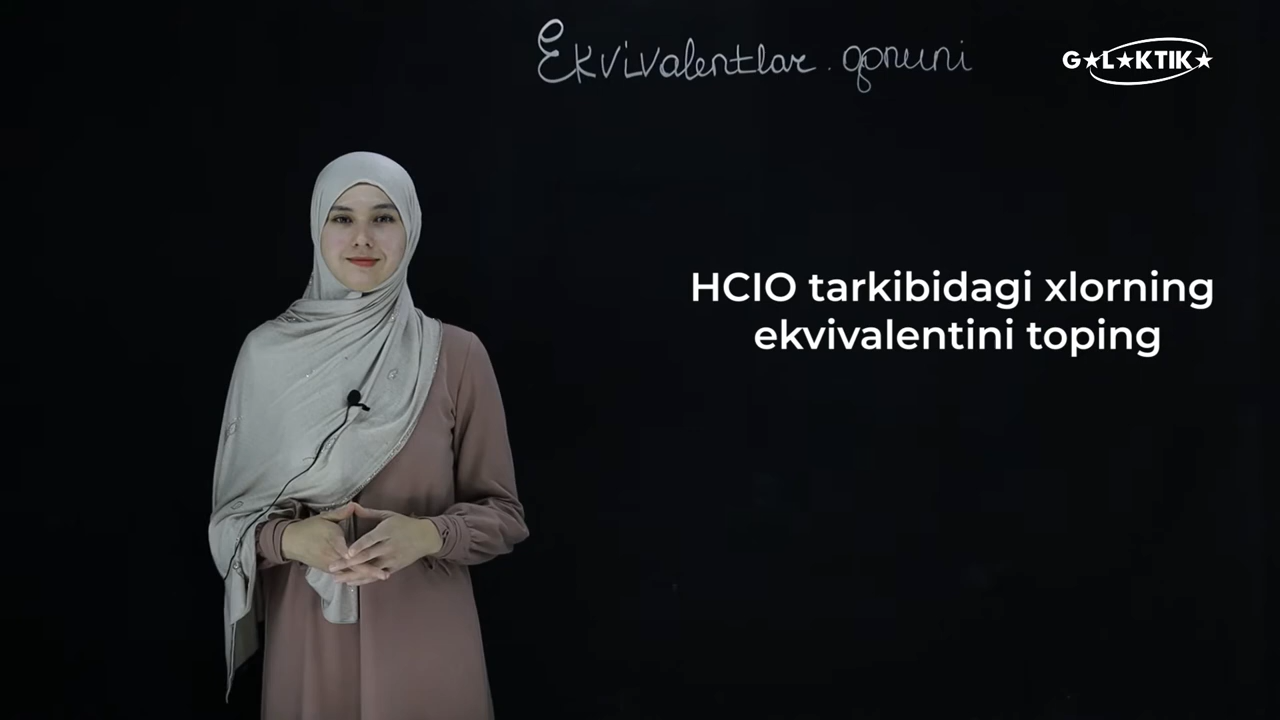 Ekvivalentlar qonuni
G★L★KTIK★
HClO tarkibidagi xlorning
ekvivalentini toping